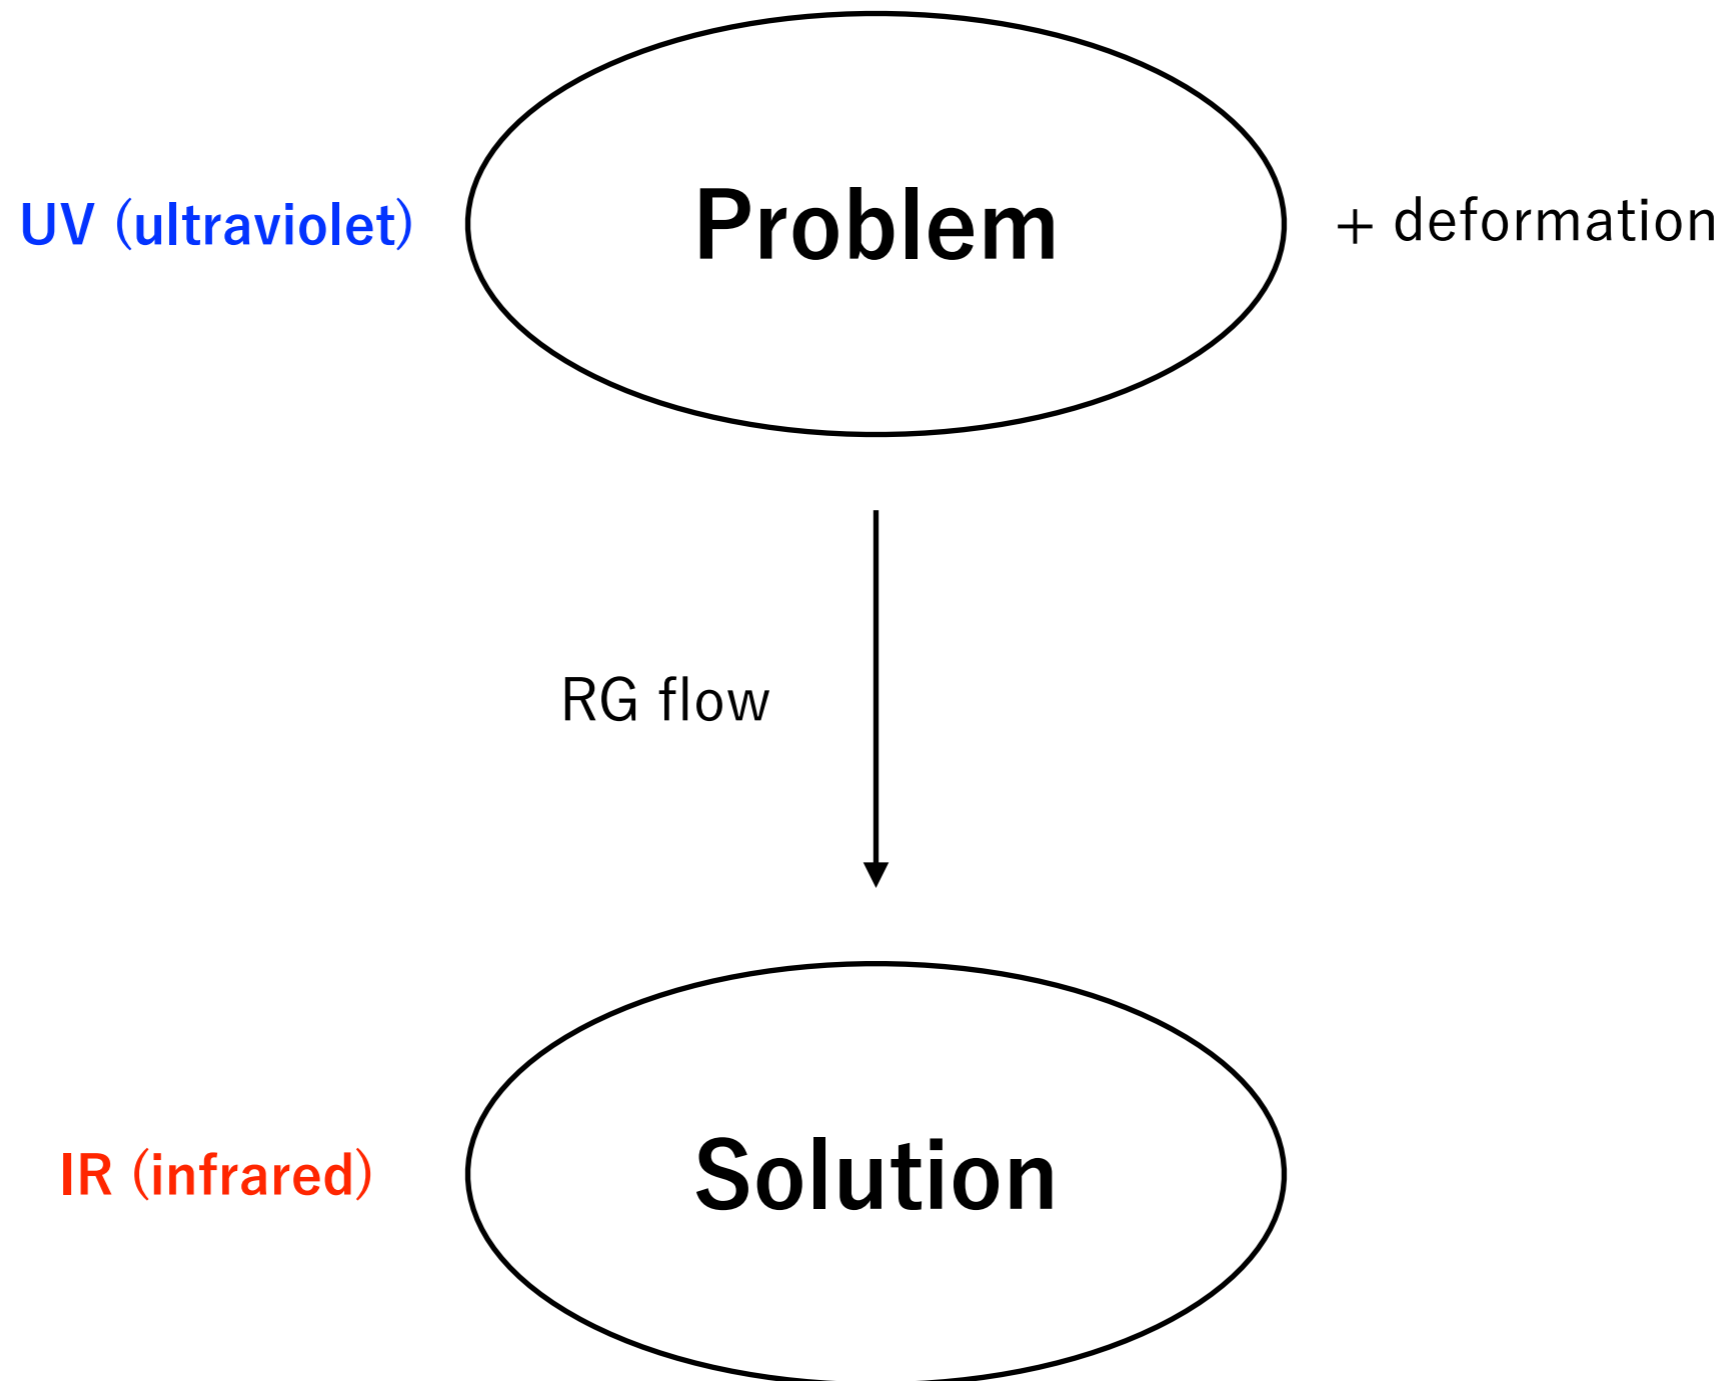 UV (ultraviolet)
Problem
+ deformation
RG flow
IR (infrared)
Solution